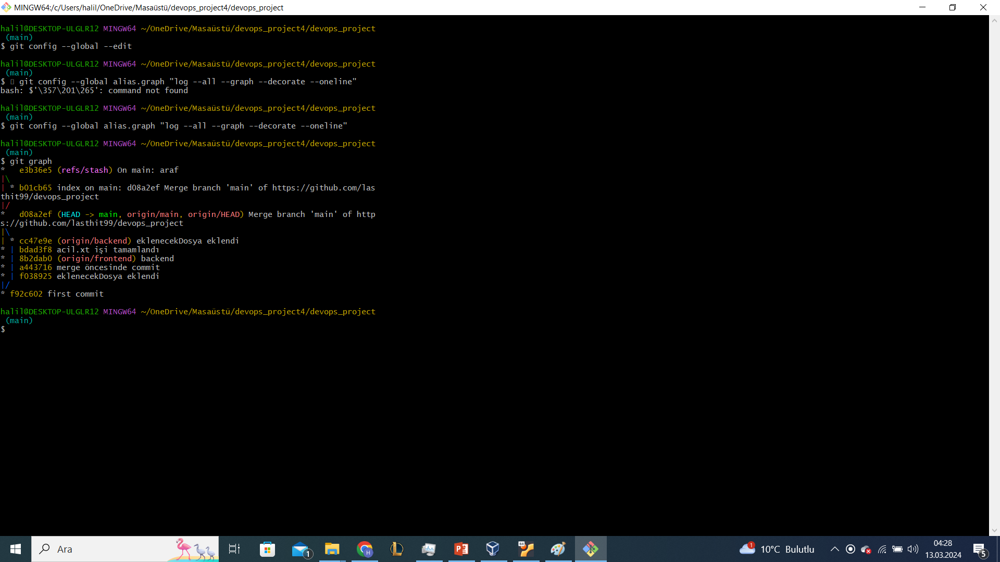 MINGW64:/c/Users/halil/OneDrive/Masaüstü/devops_project4/devops_project
halil@DESKTOP-ULGLR12 MINGW64 ~/OneDrive/Masaüstü/devops_project4/devops_project
(main)
$ git config --global --edit
halil@DESKTOP-ULGLR12 MINGW64 ~/OneDrive/Masaüstü/devops_project4/devops_project
(main)
$ ▯ git config --global alias.graph "log --all --graph --decorate --oneline"
bash: $'\357\201\265': command not found
halil@DESKTOP-ULGLR12 MINGW64 ~/OneDrive/Masaüstü/devops_project4/devops_project
(main)
$ git config --global alias.graph "log --all --graph --decorate --oneline"
halil@DESKTOP-ULGLR12 MINGW64 ~/OneDrive/Masaüstü/devops_project4/devops_project
(main)
$ git graph
*   e3b36e5 (refs/stash) On main: araf
|\
| * b01cb65 index on main: d08a2ef Merge branch 'main' of https://github.com/las
thit99/devops_project
|/
*   d08a2ef (HEAD -> main, origin/main, origin/HEAD) Merge branch 'main' of http
s://github.com/lasthit99/devops_project
|\
| * cc47e9e (origin/backend) eklenecekDosya eklendi
* | bdad3f8 acil.xt işi tamamlandı
* | 8b2dab0 (origin/frontend) backend
* | a443716 merge öncesinde commit
* | f038925 eklenecekDosya eklendi
|/
* f92c602 first commit
halil@DESKTOP-ULGLR12 MINGW64 ~/OneDrive/Masaüstü/devops_project4/devops_project
(main)
$
Ara
1
H
P
64
1
10°C Bulutlu
04:28
13.03.2024
5